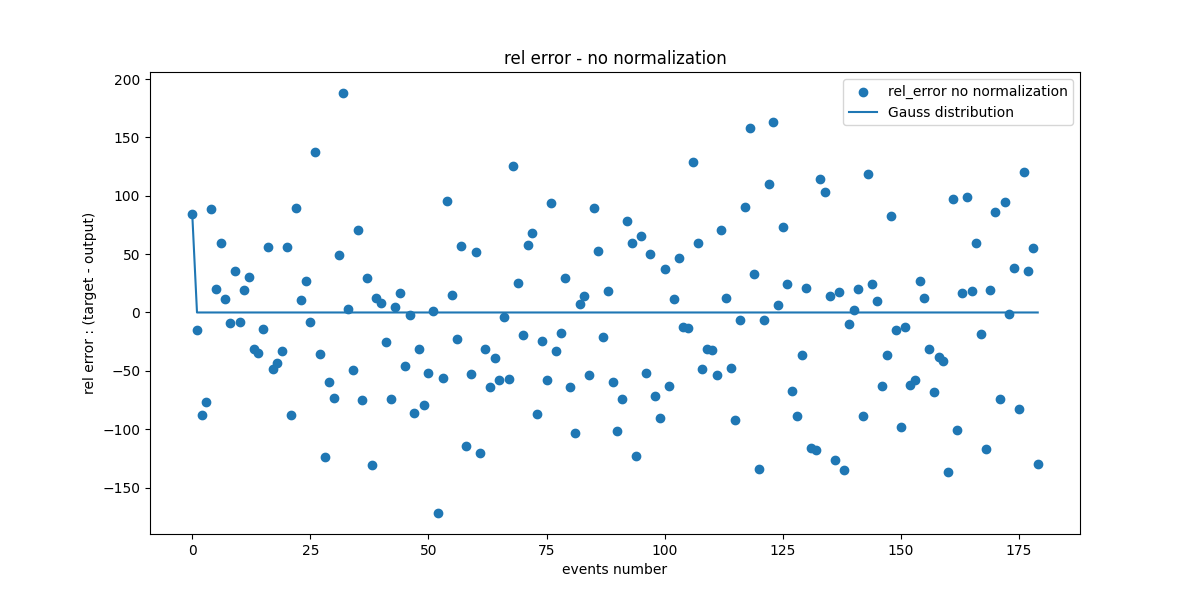 rel error - no normalization
rel_error no normalization
Gauss distribution
rel error : (target - output)
200
150
100
50
0
−50
−100
−150
0 25 50 75 100 125 150 175
events number